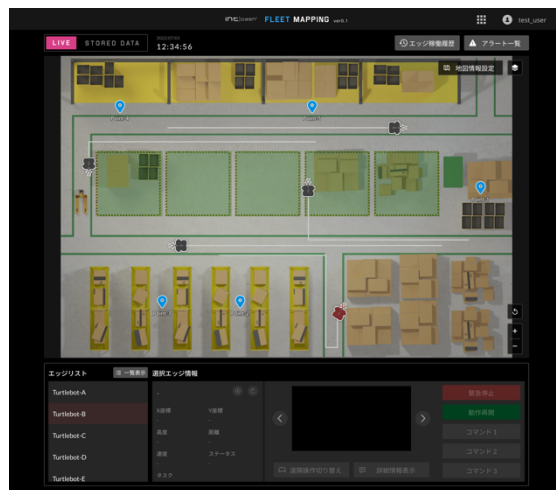 intdash FLEET MAPPING ver0.1
test_user
LIVE STORED DATA
12:34:56
エッジ稼働履歴
アラート一覧
地図情報設定
エッジリスト
一覧表示
選択エッジ情報
Turtlebot-A
Turtlebot-B
Turtlebot-C
Turtlebot-D
Turtlebot-E
-
X座標
Y座標
高度
距離
速度
ステータス
タスク
遠隔操作切り替え
詳細情報表示
緊急停止
動作再開
コマンド 1
コマンド 2
コマンド 3